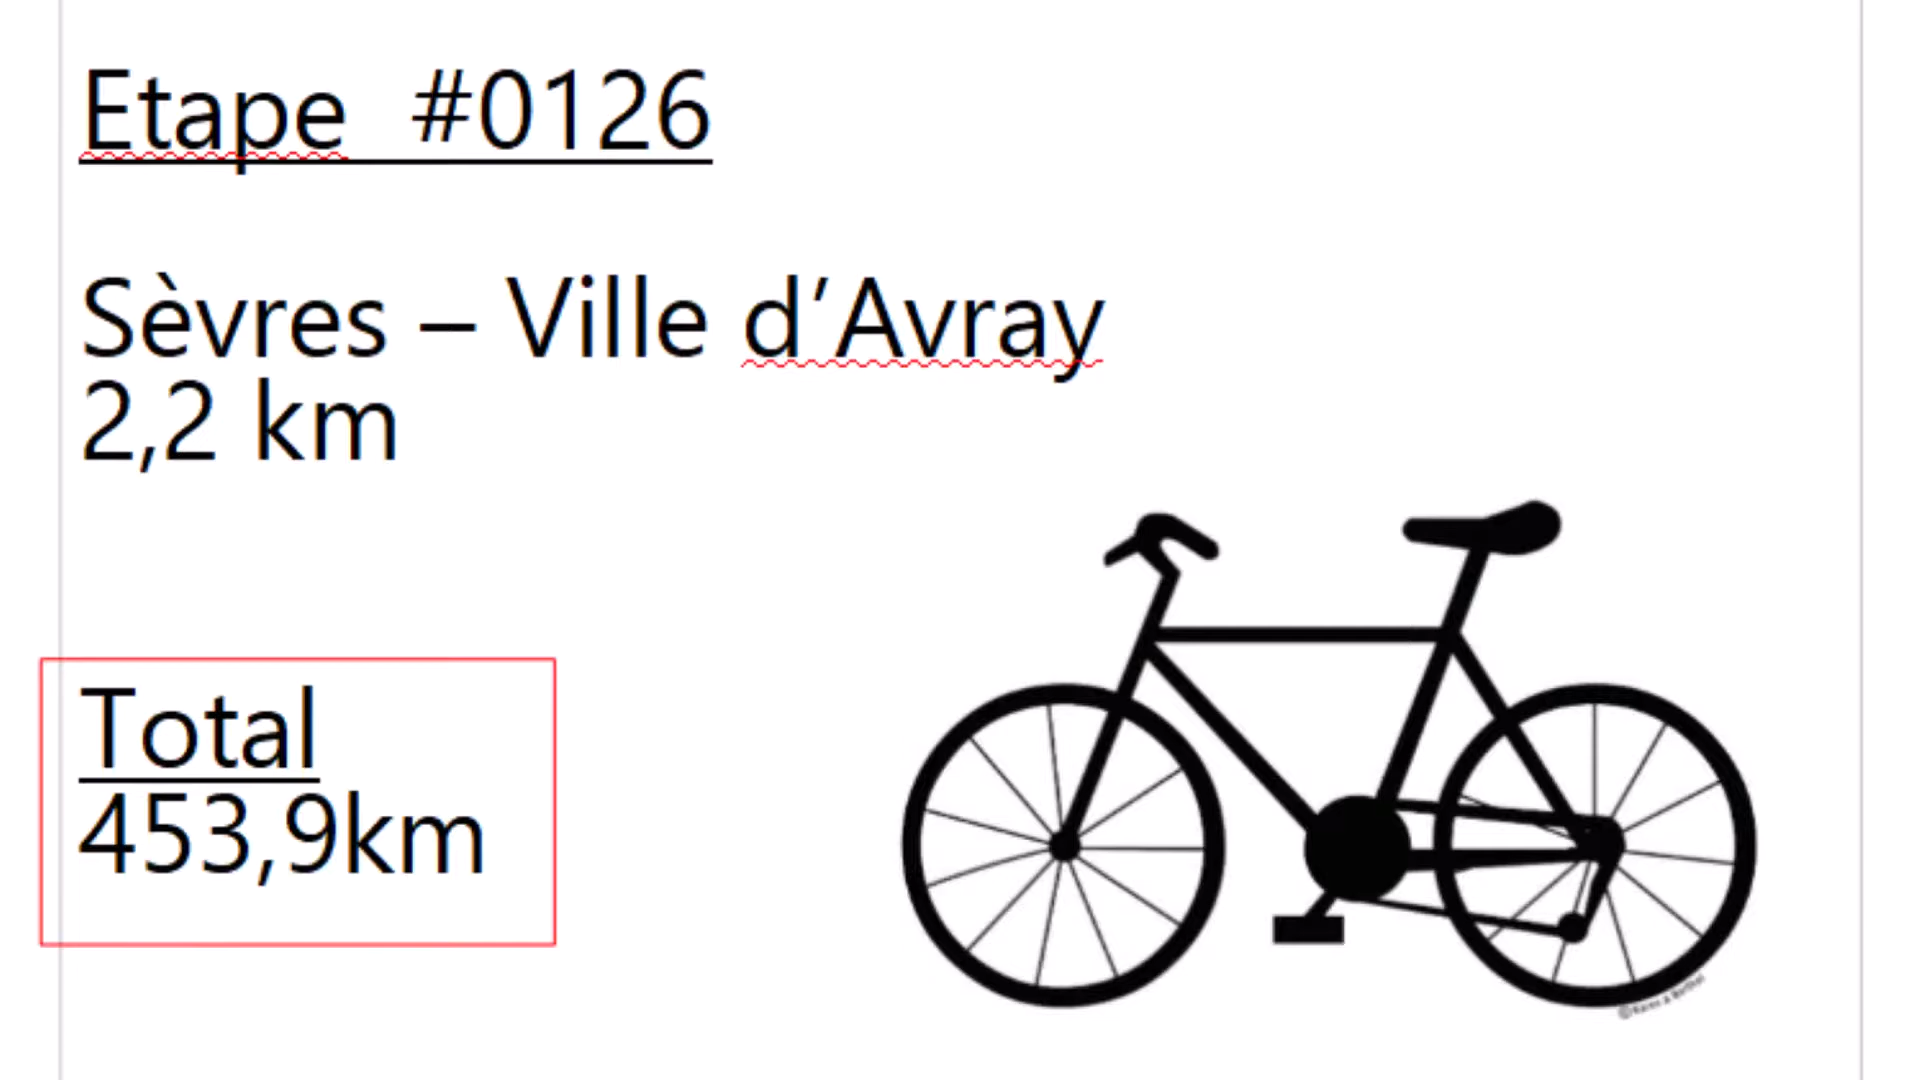 Etape #0126
Sèvres – Ville d’Avray
2,2 km
Total
453,9km